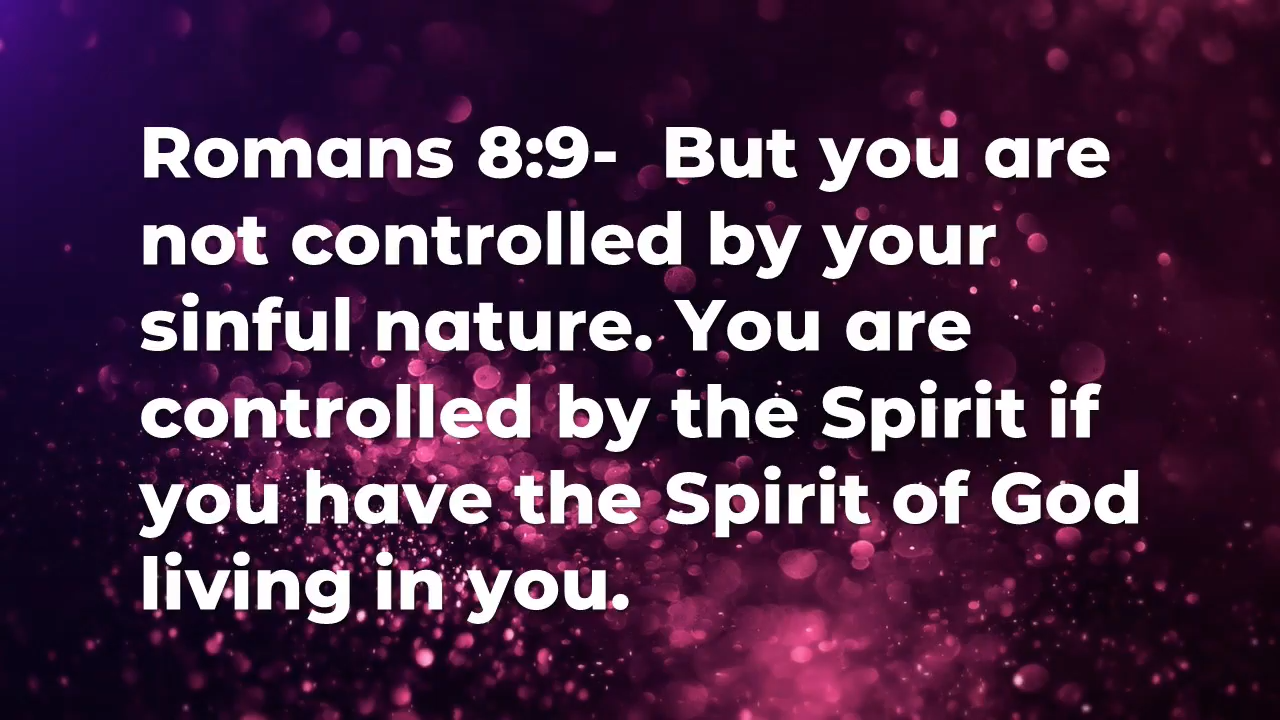 Romans 8:9-  But you are
not controlled by your
sinful nature. You are
controlled by the Spirit if
you have the Spirit of God
living in you.